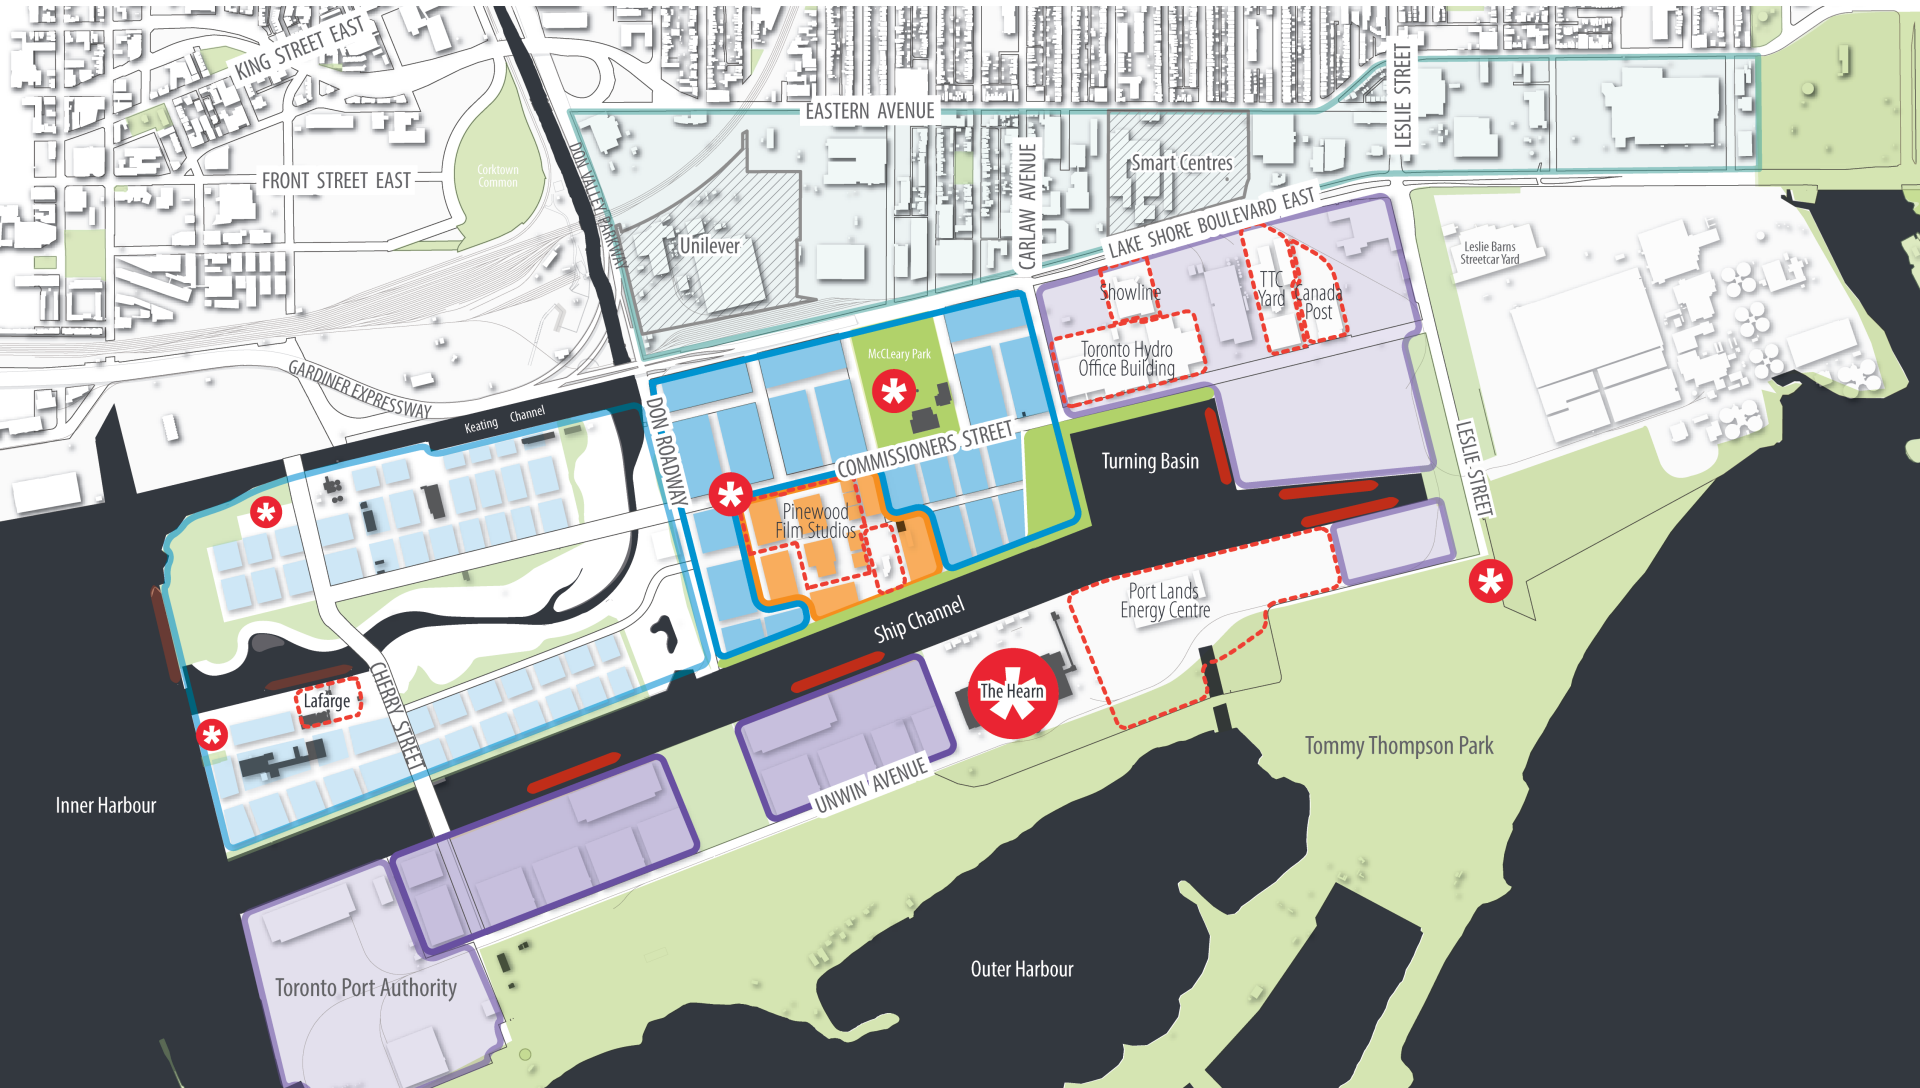 KING STREET EAST
FRONT STREET EAST
Corktown
Common
DON VALLEY PARKWAY
EASTERN AVENUE
LESLIE STREET
CARLAW AVENUE
Smart Centres
Unilever
LAKE SHORE BOULEVARD EAST
Leslie Barns
Streetcar Yard
Showline
TTC
Yard
Canada
Post
Toronto Hydro
Office Building
McCLeary Park
GARDINER EXPRESSWAY
Keating Channel
DON ROADWAY
COMMISSIONERS STREET
Turning Basin
LESLIE STREET
Pinewood
Film Studios
Port Lands
Energy Centre
Ship Channel
The Hearn
Lafarge
CHERRY STREET
Tommy Thompson Park
UNWIN AVENUE
Inner Harbour
Outer Harbour
Toronto Port Authority